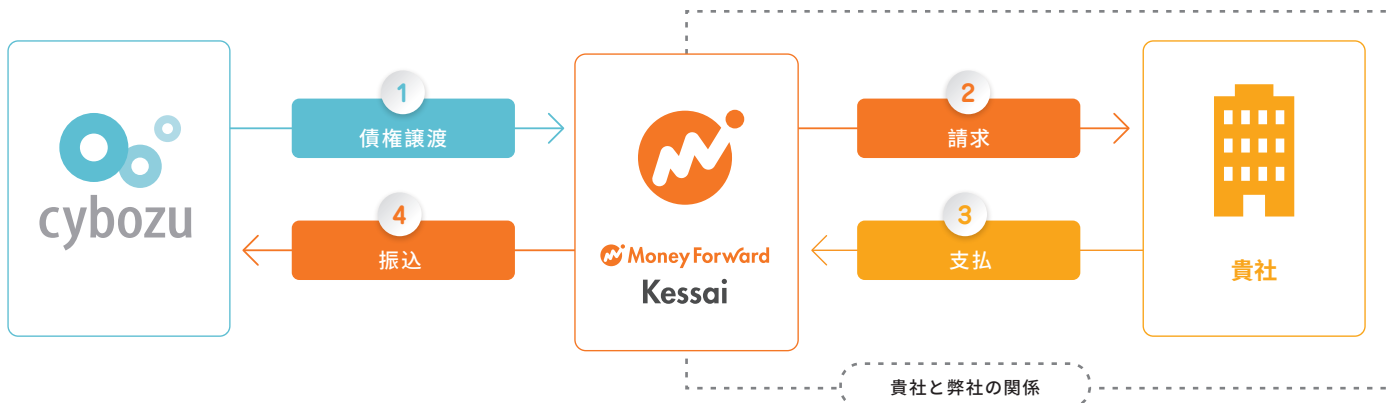 1
債権譲渡
2
請求
cybozu
4
振込
3
支払
Money Forward
Kessai
貴社
貴社と弊社の関係